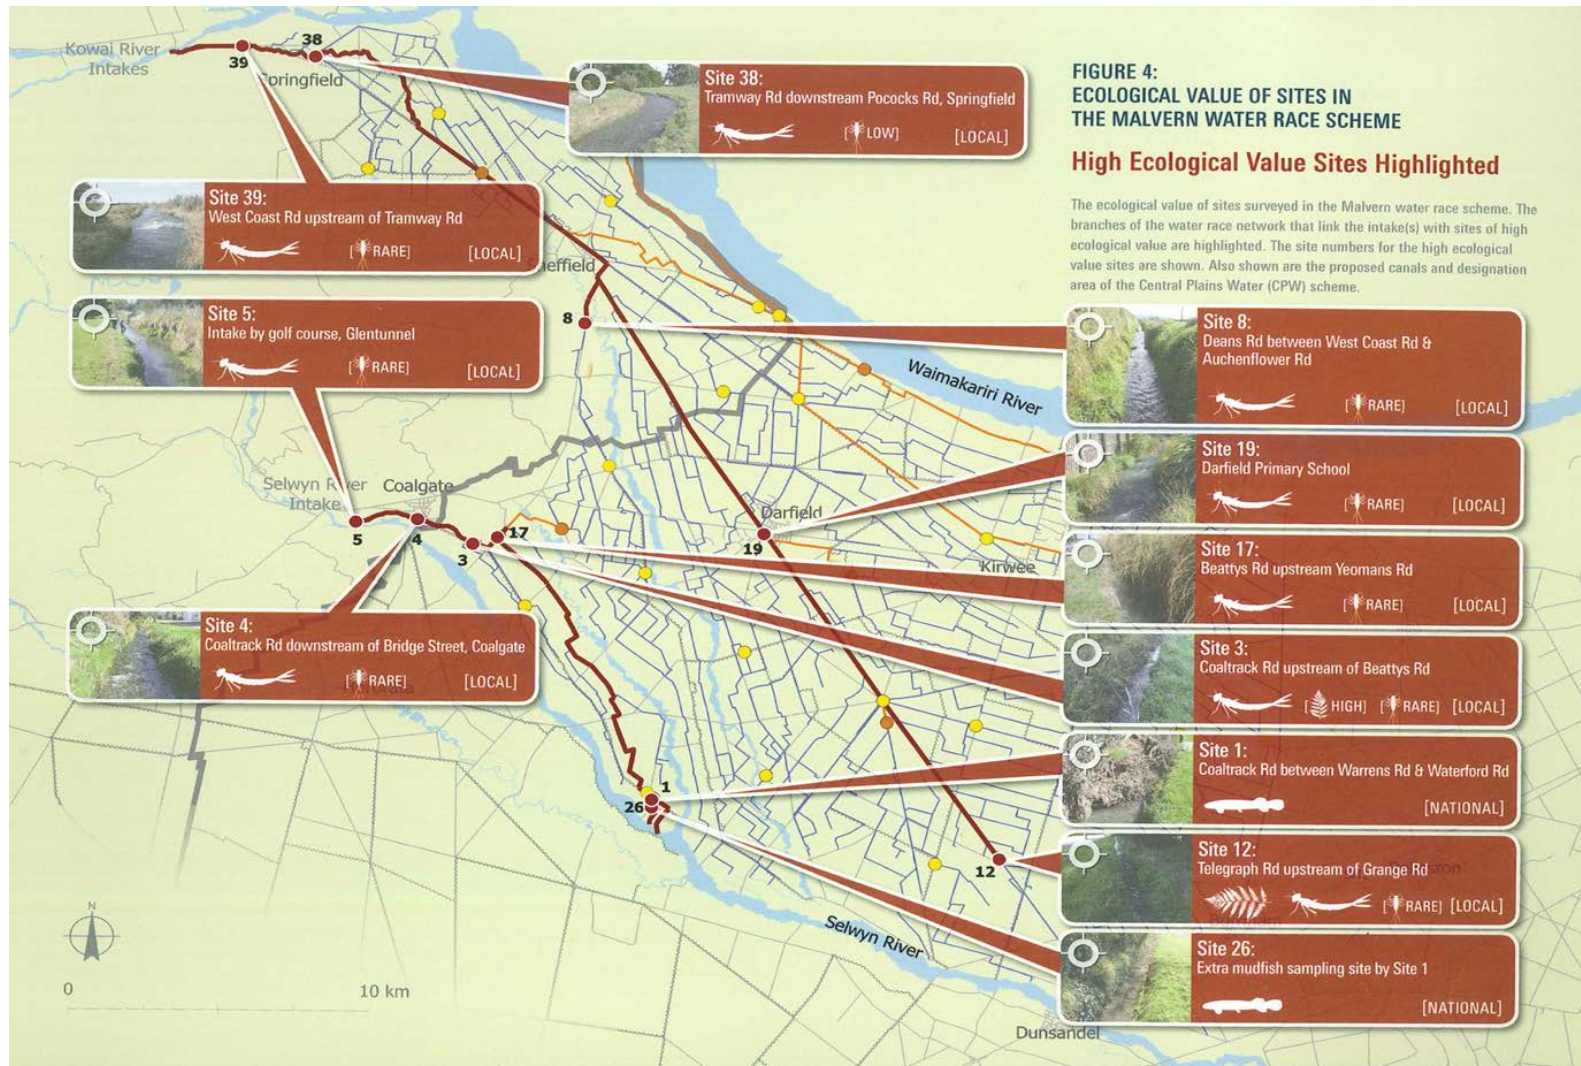 FIGURE 4:
ECOLOGICAL VALUE OF SITES IN
THE MALVERN WATER RACE SCHEME
High Ecological Value Sites Highlighted
The ecological value of sites surveyed in the Malvern water race scheme. The
branches of the water race network that link the intake(s) with sites of high
ecological value are highlighted. The site numbers for the high ecological
value sites are shown. Also shown are the proposed canals and designation
area of the Central Plains Water (CPW) scheme.
Kowai River
Intakes
39
38
Springfield
Site 38:
Tramway Rd downstream Pococks Rd, Springfield
[LOW]
[LOCAL]
Site 39:
West Coast Rd upstream of Tramway Rd
[RARE]
[LOCAL]
Sheffield
Site 5:
Intake by golf course, Glentunnel
[RARE]
[LOCAL]
8
Site 8:
Deans Rd between West Coast Rd &
Auchenflower Rd
[RARE]
[LOCAL]
Waimakariri River
Site 19:
Darfield Primary School
[RARE]
[LOCAL]
Selwyn River
Intake
Coalgate
5
4
3
17
Darfield
19
Kirwee
Site 17:
Beattys Rd upstream Yeomans Rd
[RARE]
[LOCAL]
Site 4:
Coaltrack Rd downstream of Bridge Street, Coalgate
[RARE]
[LOCAL]
Site 3:
Coaltrack Rd upstream of Beattys Rd
[HIGH]
[RARE]
[LOCAL]
Site 1:
Coaltrack Rd between Warrens Rd & Waterford Rd
[NATIONAL]
1
26
12
Site 12:
Telegraph Rd upstream of Grange Rd
[RARE]
[LOCAL]
Selwyn River
Site 26:
Extra mudfish sampling site by Site 1
[NATIONAL]
N
0
10 km
Dunsandel